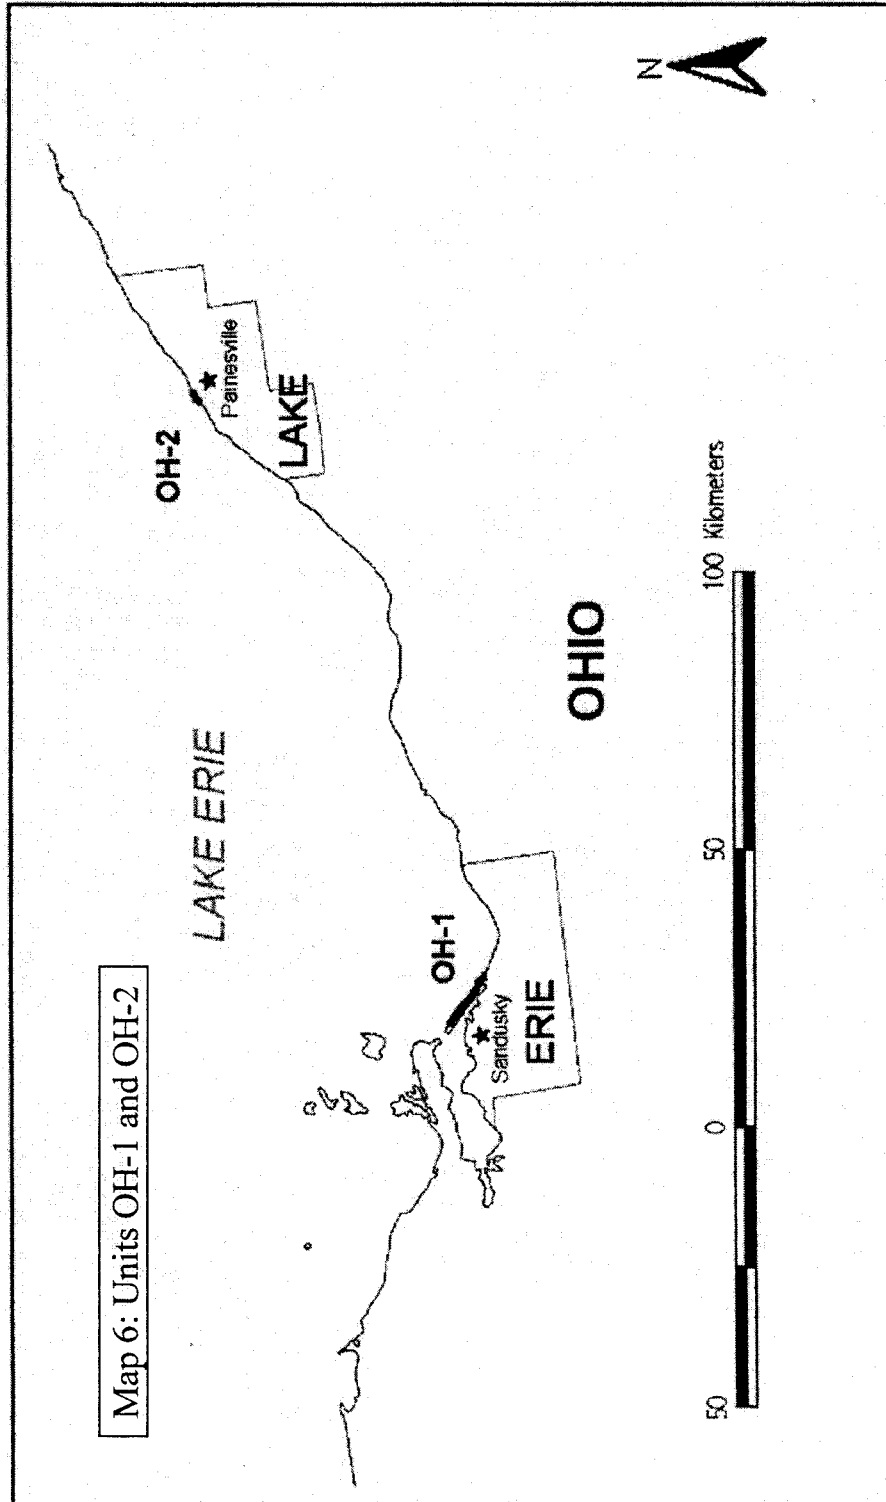 Map 6: Units OH-1 and OH-2
N
LAKE ERIE
OH-2
Painesville
LAKE
OH-1
Sandusky
ERIE
OHIO
50 0 50 100 Kilometers